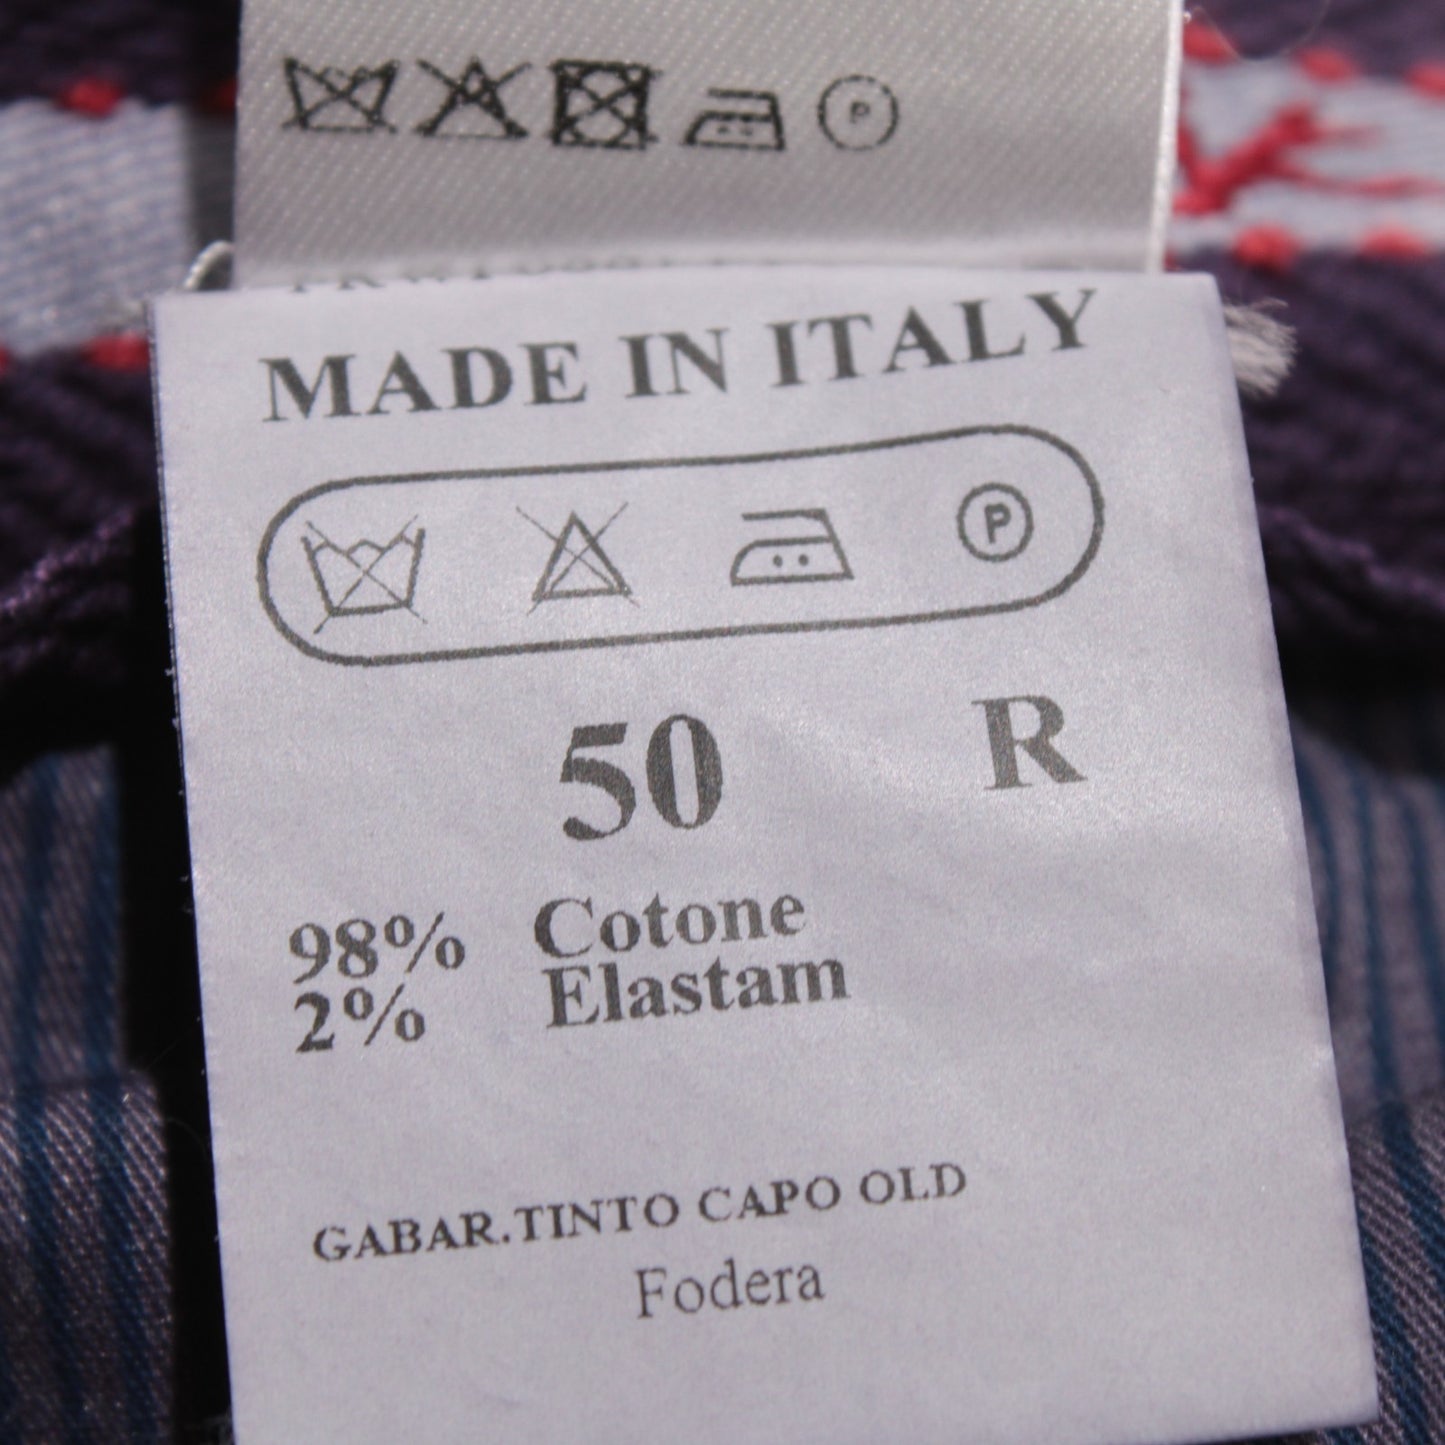 MADE IN ITALY
P
P
50 R
98% Cotone
2% Elastam
GABAR.TINTO CAPO OLD
Fodera